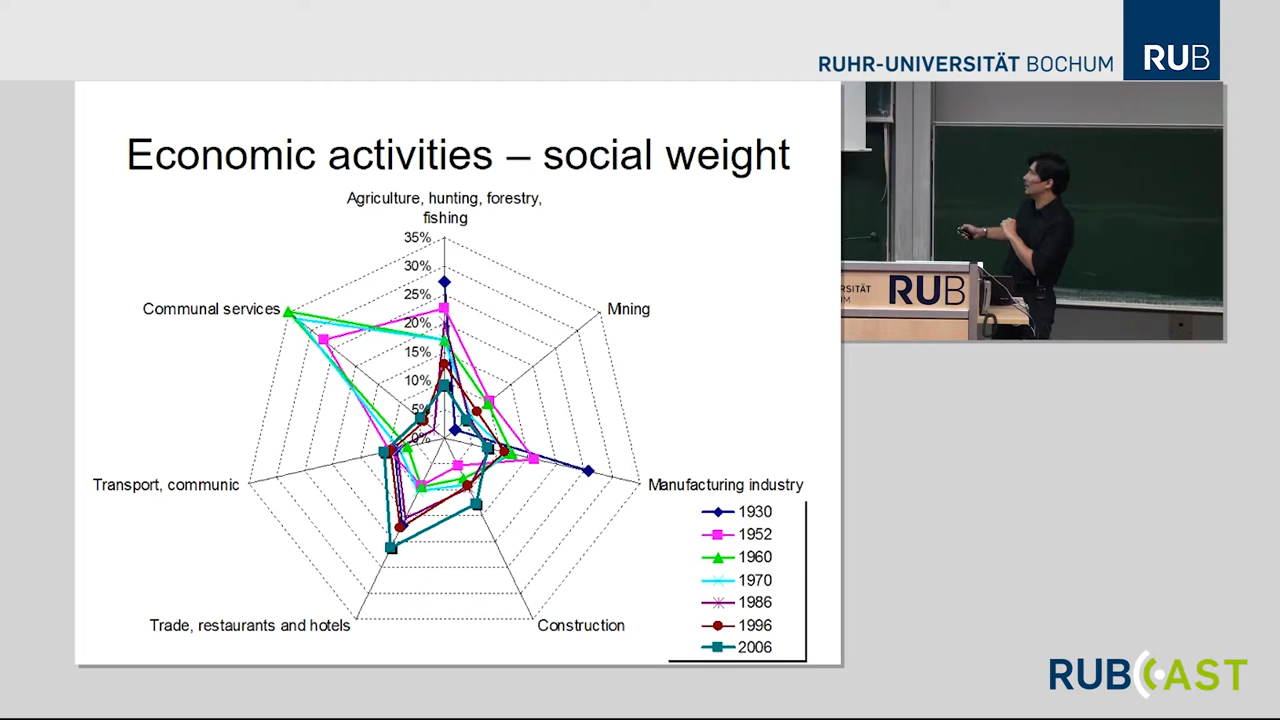 RUHR-UNIVERSITÄT BOCHUM
RUB
Economic activities – social weight
Agriculture, hunting, forestry,
fishing
35%
30%
25%
20%
15%
10%
5%
0%
Communal services
Mining
Transport, communic
Manufacturing industry
Trade, restaurants and hotels
Construction
1930
1952
1960
1970
1986
1996
2006
RUB
RUBCAST